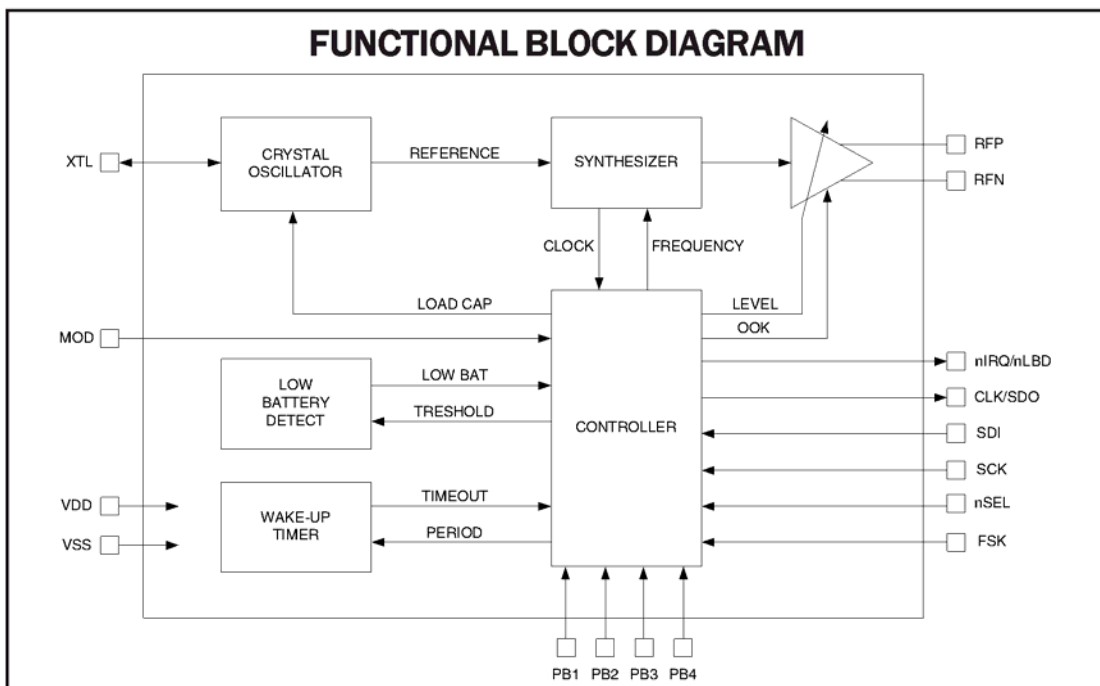 FUNCTIONAL BLOCK DIAGRAM
XTL
CRYSTAL
OSCILLATOR
REFERENCE
SYNTHESIZER
RFP
RFN
CLOCK
FREQUENCY
LOAD CAP
LEVEL
MOD
OOK
LOW
BATTERY
DETECT
LOW BAT
TRESHOLD
CONTROLLER
nIRQ/nLBD
CLK/SDO
SDI
SCK
nSEL
FSK
VDD
VSS
WAKE-UP
TIMER
TIMEOUT
PERIOD
PB1
PB2
PB3
PB4